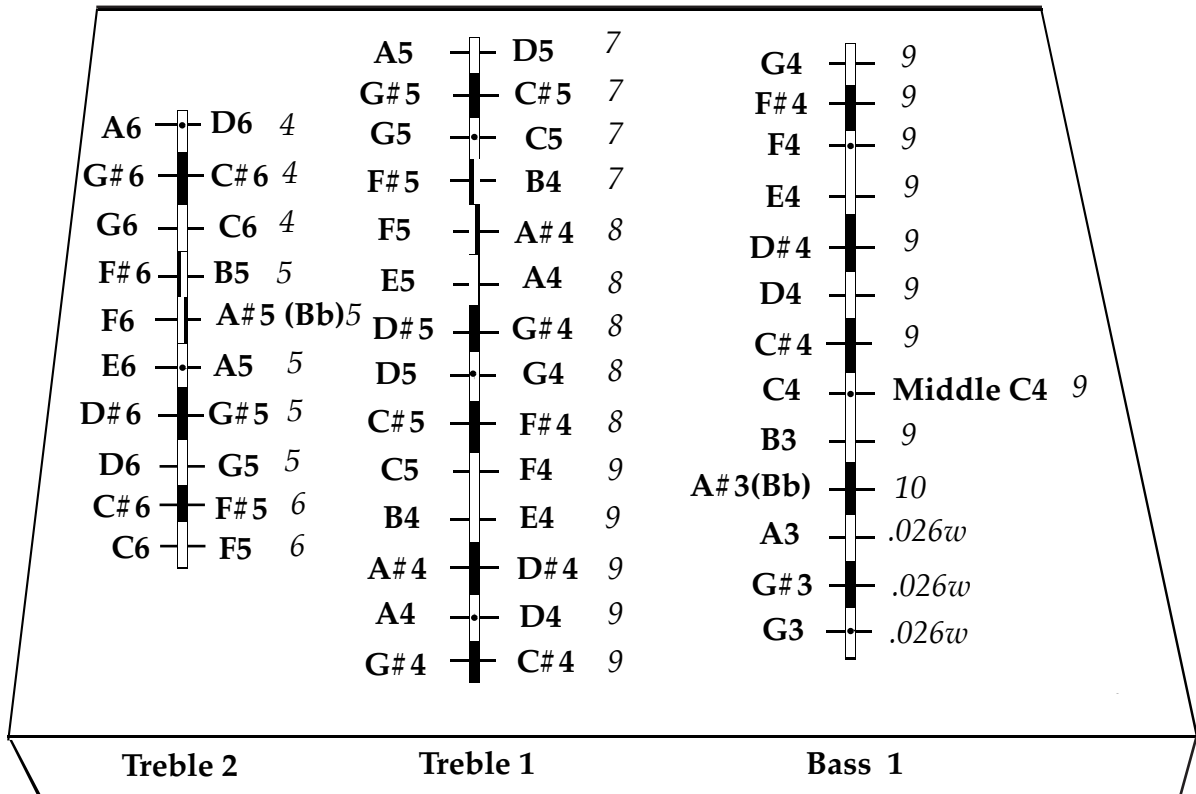 A6 D6 4
G#6 C#6 4
G6 C6 4
F#6 B5 5
F6 A#5 (Bb)5
E6 A5 5
D#6 G#5 5
D6 G5 5
C#6 F#5 6
C6 F5 6
Treble 2
A5 D5 7
G#5 C#5 7
G5 C5 7
F#5 B4 7
F5 A#4 8
E5 A4 8
D#5 G#4 8
D5 G4 8
C#5 F#4 8
C5 F4 9
B4 E4 9
A#4 D#4 9
A4 D4 9
G#4 C#4 9
Treble 1
G4 9
F#4 9
F4 9
E4 9
D#4 9
D4 9
C#4 9
C4 Middle C4 9
B3 9
A#3(Bb) 10
A3 .026w
G#3 .026w
G3 .026w
Bass 1